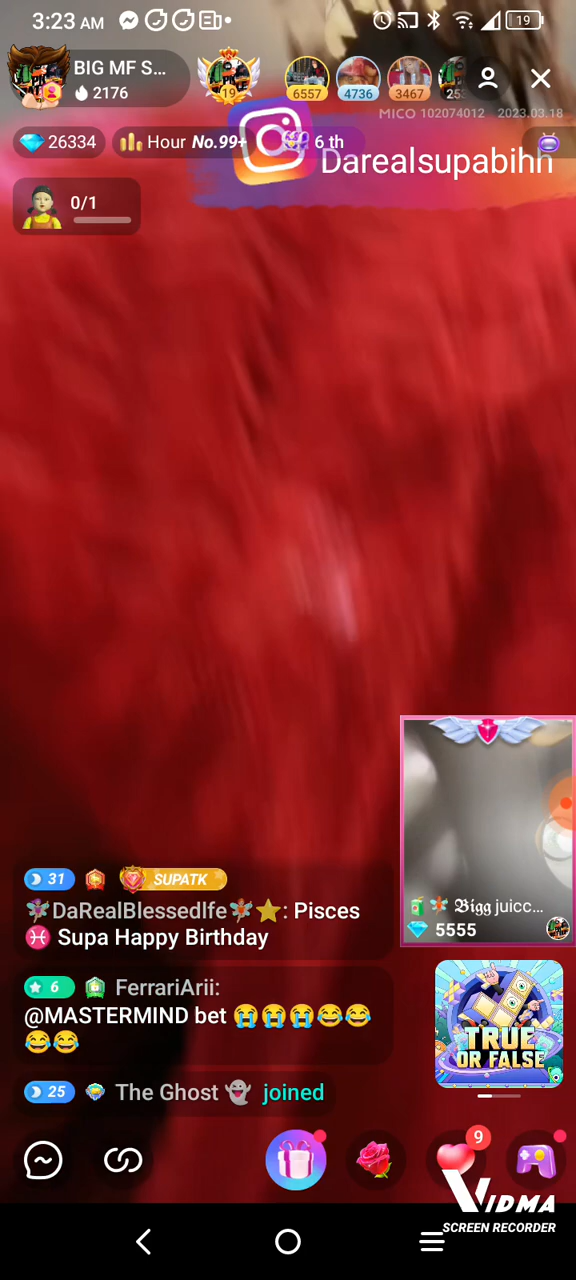 3:23 AM
19
BIG MF S...
2176
19
6557
4736
3467
MICO 102074012 2023.03.18
26334
Hour No.99+
6 th
Darealsupabihh
0/1
31 SUPATK
DaRealBlessedIfe⭐: Pisces
♓ Supa Happy Birthday
6 FerrariArii:
@MASTERMIND bet 😭😭😭😂😂
😂😂
25 The Ghost 👻 joined
𝕭𝖎𝖌𝖌 juicc...
5555
TRUE
OR FALSE
9
VIDMA
SCREEN RECORDER